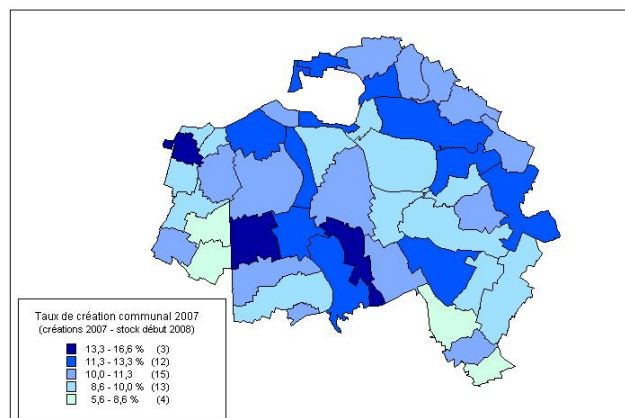 Taux de création communal 2007
(créations 2007 - stock début 2008)
13,3 - 16,6 % (3)
11,3 - 13,3 % (12)
10,0 - 11,3 (15)
8,6 - 10,0 % (13)
5,6 - 8,6 % (4)